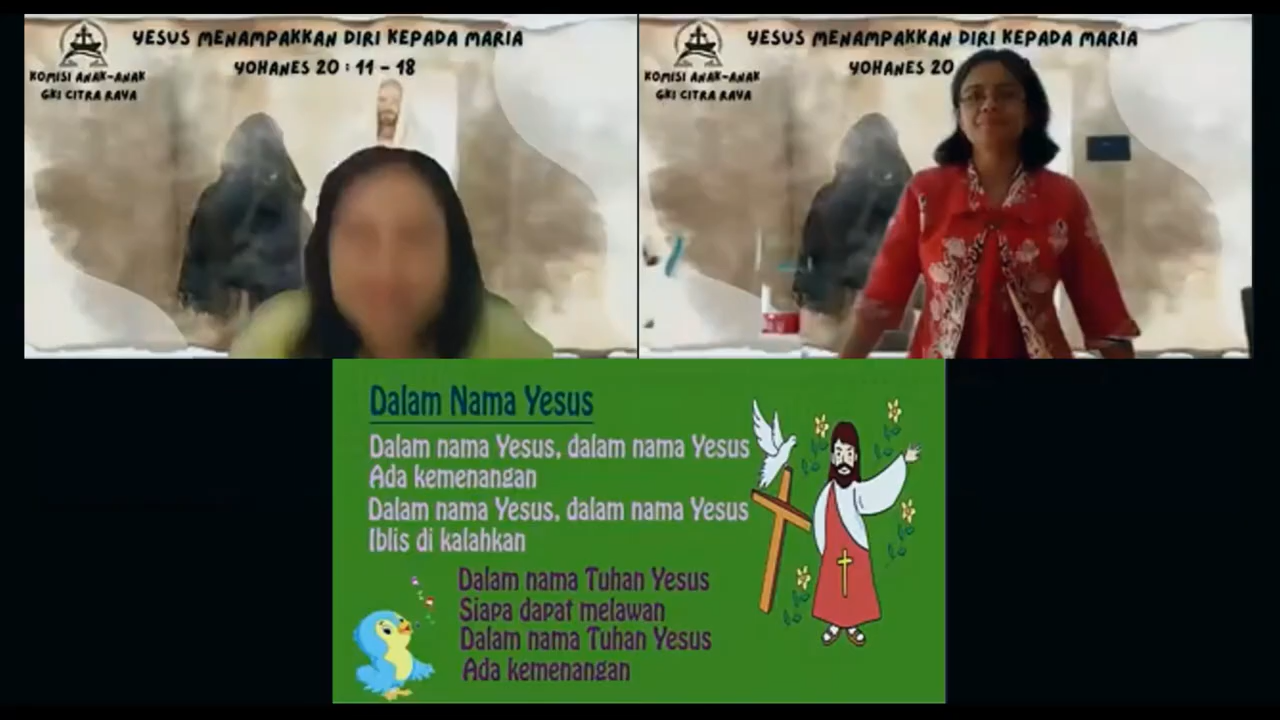 YESUS MENAMPAKKAN DIRI KEPADA MARIA
YOHANES 20 : 11 - 18
KOMISI ANAK-ANAK
GKI CITRA RAYA
YESUS MENAMPAKKAN DIRI KEPADA MARIA
YOHANES 20
KOMISI ANAK-ANAK
GKI CITRA RAYA
Dalam Nama Yesus
Dalam nama Yesus, dalam nama Yesus
Ada kemenangan
Dalam nama Yesus, dalam nama Yesus
Iblis di kalahkan
Dalam nama Tuhan Yesus
Siapa dapat melawan
Dalam nama Tuhan Yesus
Ada kemenangan